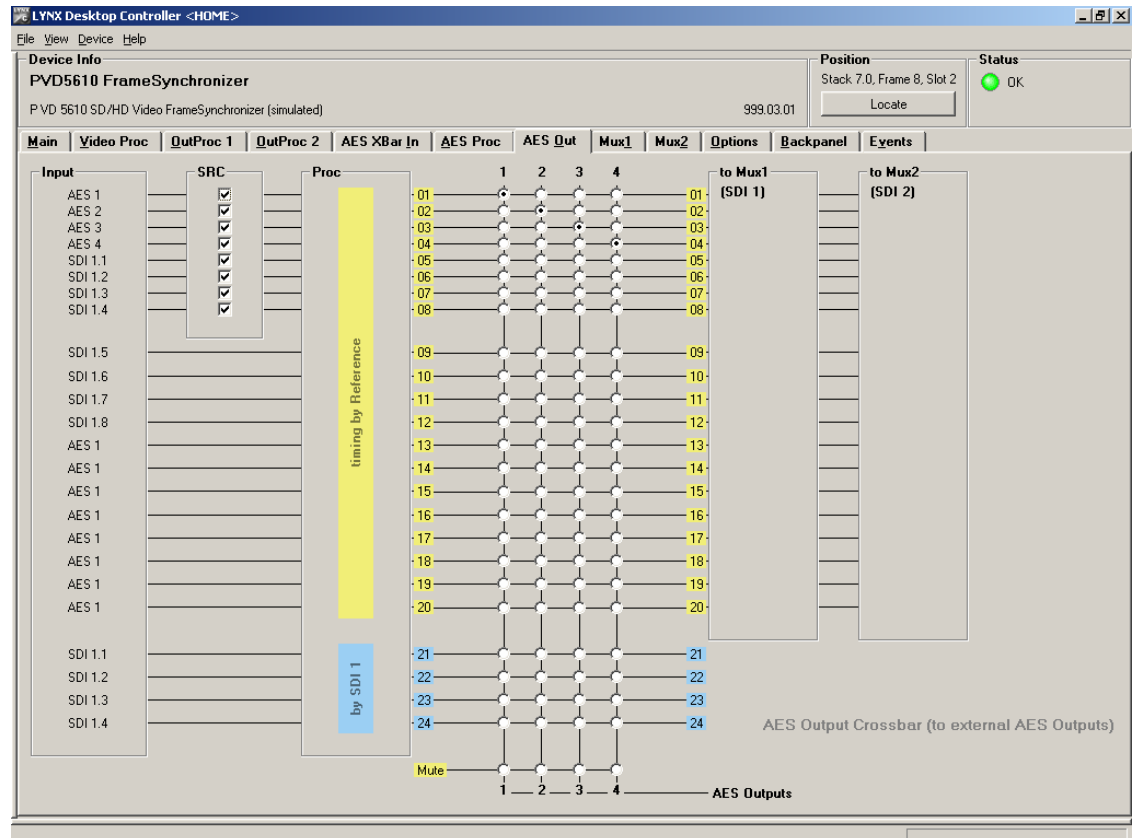 LYNX Desktop Controller <HOME>
File View Device Help
Device Info
PVD5610 FrameSynchronizer
PVD 5610 SD/HD Video FrameSynchronizer (simulated) 999.03.01
Position
Stack 7.0, Frame 8, Slot 2
Locate
Status
OK
Main Video Proc OutProc 1 OutProc 2 AES XBar In AES Proc AES Out Mux1 Mux2 Options Backpanel Events
Input SRC Proc 1 2 3 4 to Mux1 to Mux2
(SDI 1) (SDI 2)
AES 1 01 01
AES 2 02 02
AES 3 03 03
AES 4 04 04
SDI 1.1 05 05
SDI 1.2 06 06
SDI 1.3 07 07
SDI 1.4 08 08
SDI 1.5 09 09
SDI 1.6 10 10
SDI 1.7 11 11
SDI 1.8 12 12
AES 1 13 13
AES 1 14 14
AES 1 15 15
AES 1 16 16
AES 1 17 17
AES 1 18 18
AES 1 19 19
AES 1 20 20
timing by Reference
SDI 1.1 21 21
SDI 1.2 22 22
SDI 1.3 23 23
SDI 1.4 24 24
by SDI 1
AES Output Crossbar (to external AES Outputs)
Mute
1 2 3 4 AES Outputs